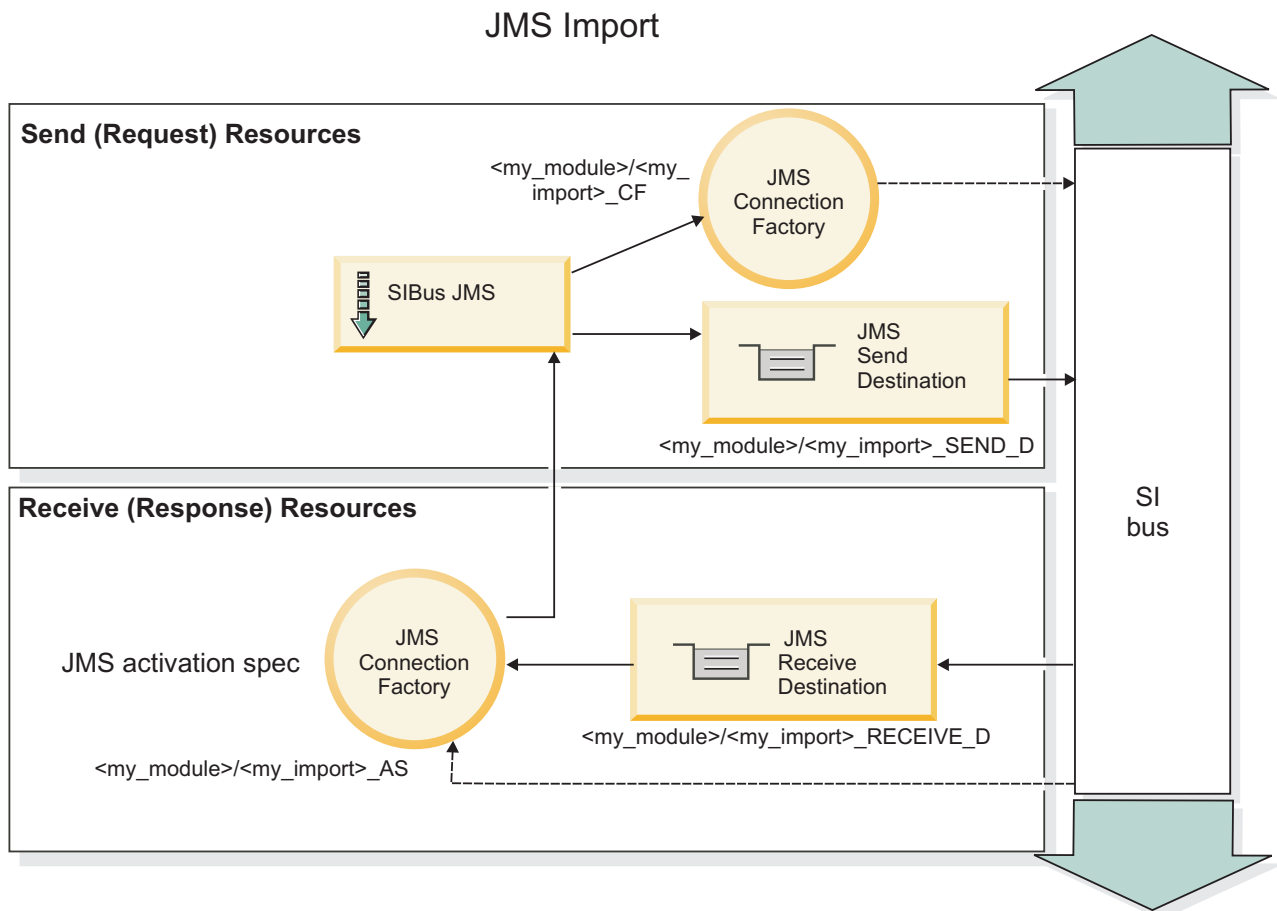 JMS Import
Send (Request) Resources
<my_module>/<my_
import>_CF
JMS
Connection
Factory
SIBus JMS
JMS
Send
Destination
<my_module>/<my_import>_SEND_D
SI
bus
Receive (Response) Resources
JMS activation spec
JMS
Connection
Factory
JMS
Receive
Destination
<my_module>/<my_import>_RECEIVE_D
<my_module>/<my_import>_AS